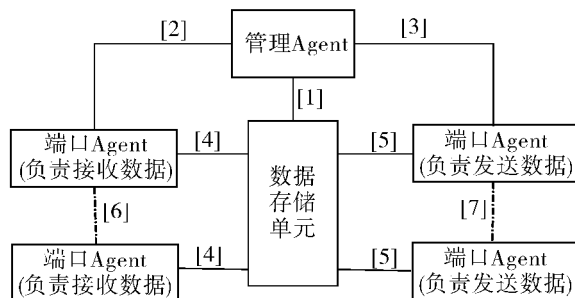 [2]
管理Agent
[3]
[1]
端口Agent
(负责接收数据)
[4]
数据
存储
单元
[5]
端口Agent
(负责发送数据)
[6]
[7]
端口Agent
(负责接收数据)
[4]
[5]
端口Agent
(负责发送数据)